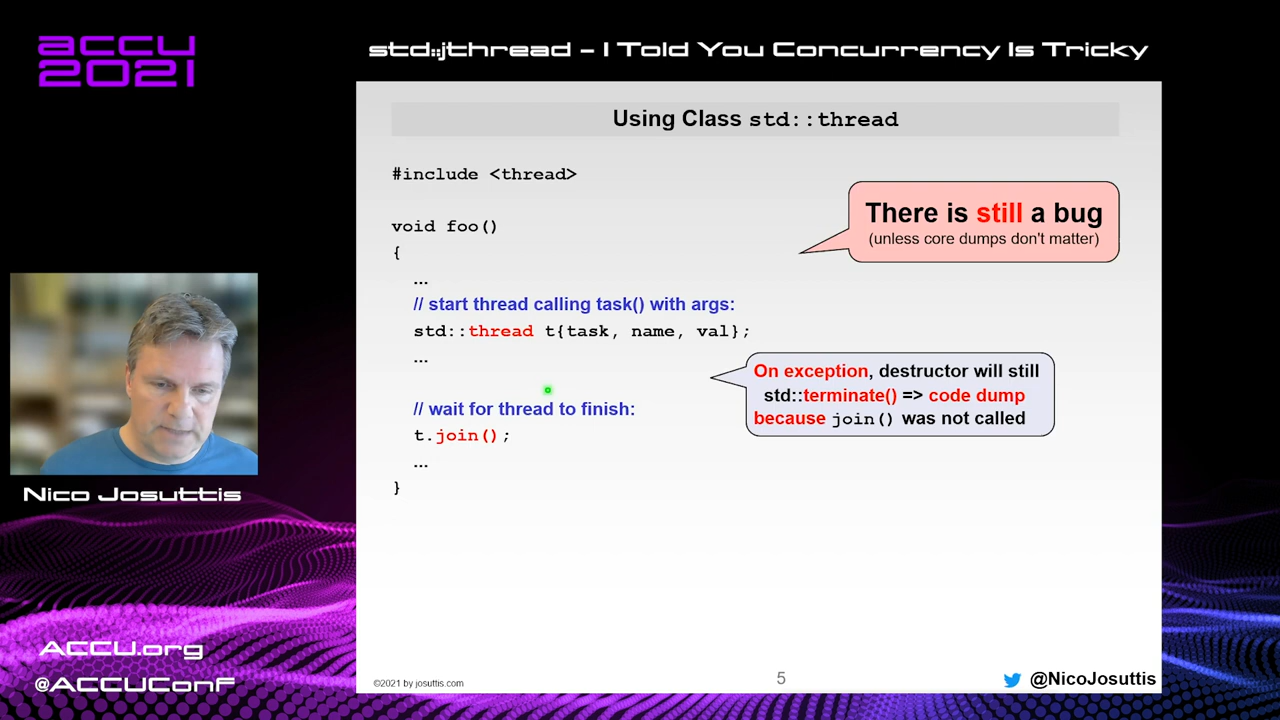 accu
2021
std::jthread – I Told You Concurrency Is Tricky
Using Class std::thread
#include <thread>
void foo()
{
...
// start thread calling task() with args:
std::thread t{task, name, val};
...
// wait for thread to finish:
t.join();
...
}
There is still a bug
(unless core dumps don't matter)
On exception, destructor will still
std::terminate() => code dump
because join() was not called
Nico Josuttis
ACCU.org
@ACCUConf
©2021 by josuttis.com
5
@NicoJosuttis